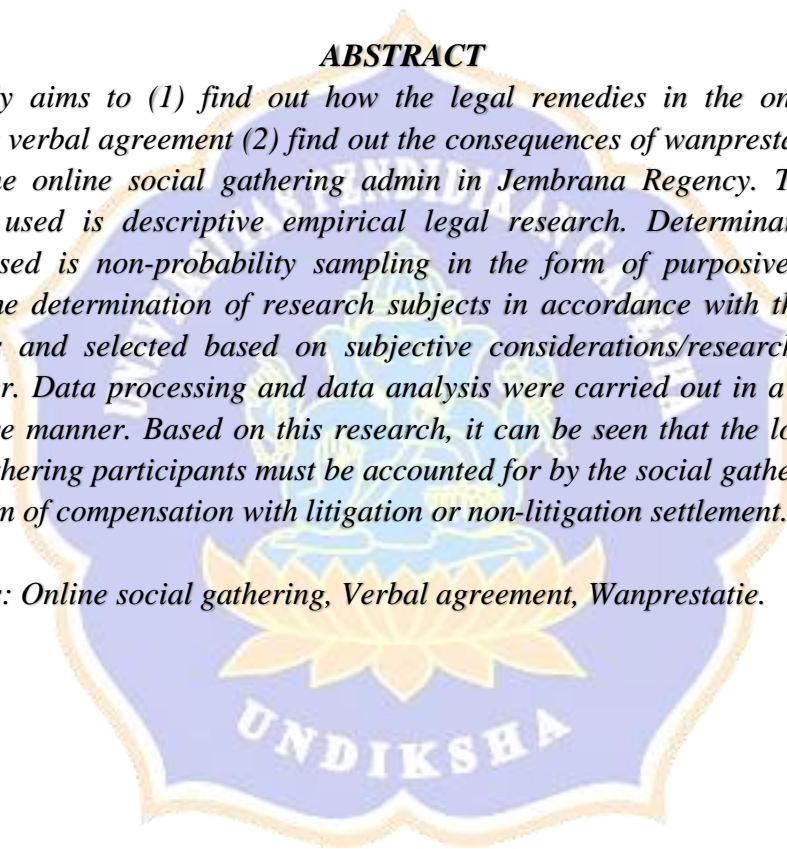 ABSTRACT
y aims to (1) find out how the legal remedies in the on
verbal agreement (2) find out the consequences of wanpresta
e online social gathering admin in Jembrana Regency. T
used is descriptive empirical legal research. Determina
sed is non-probability sampling in the form of purposive
e determination of research subjects in accordance with th
and selected based on subjective considerations/research
r. Data processing and data analysis were carried out in a
e manner. Based on this research, it can be seen that the lo
thering participants must be accounted for by the social gathe
m of compensation with litigation or non-litigation settlement.
: Online social gathering, Verbal agreement, Wanprestatie.
UNIVERSITAS PENDIDIKAN GANESHA
UNDIKSHA